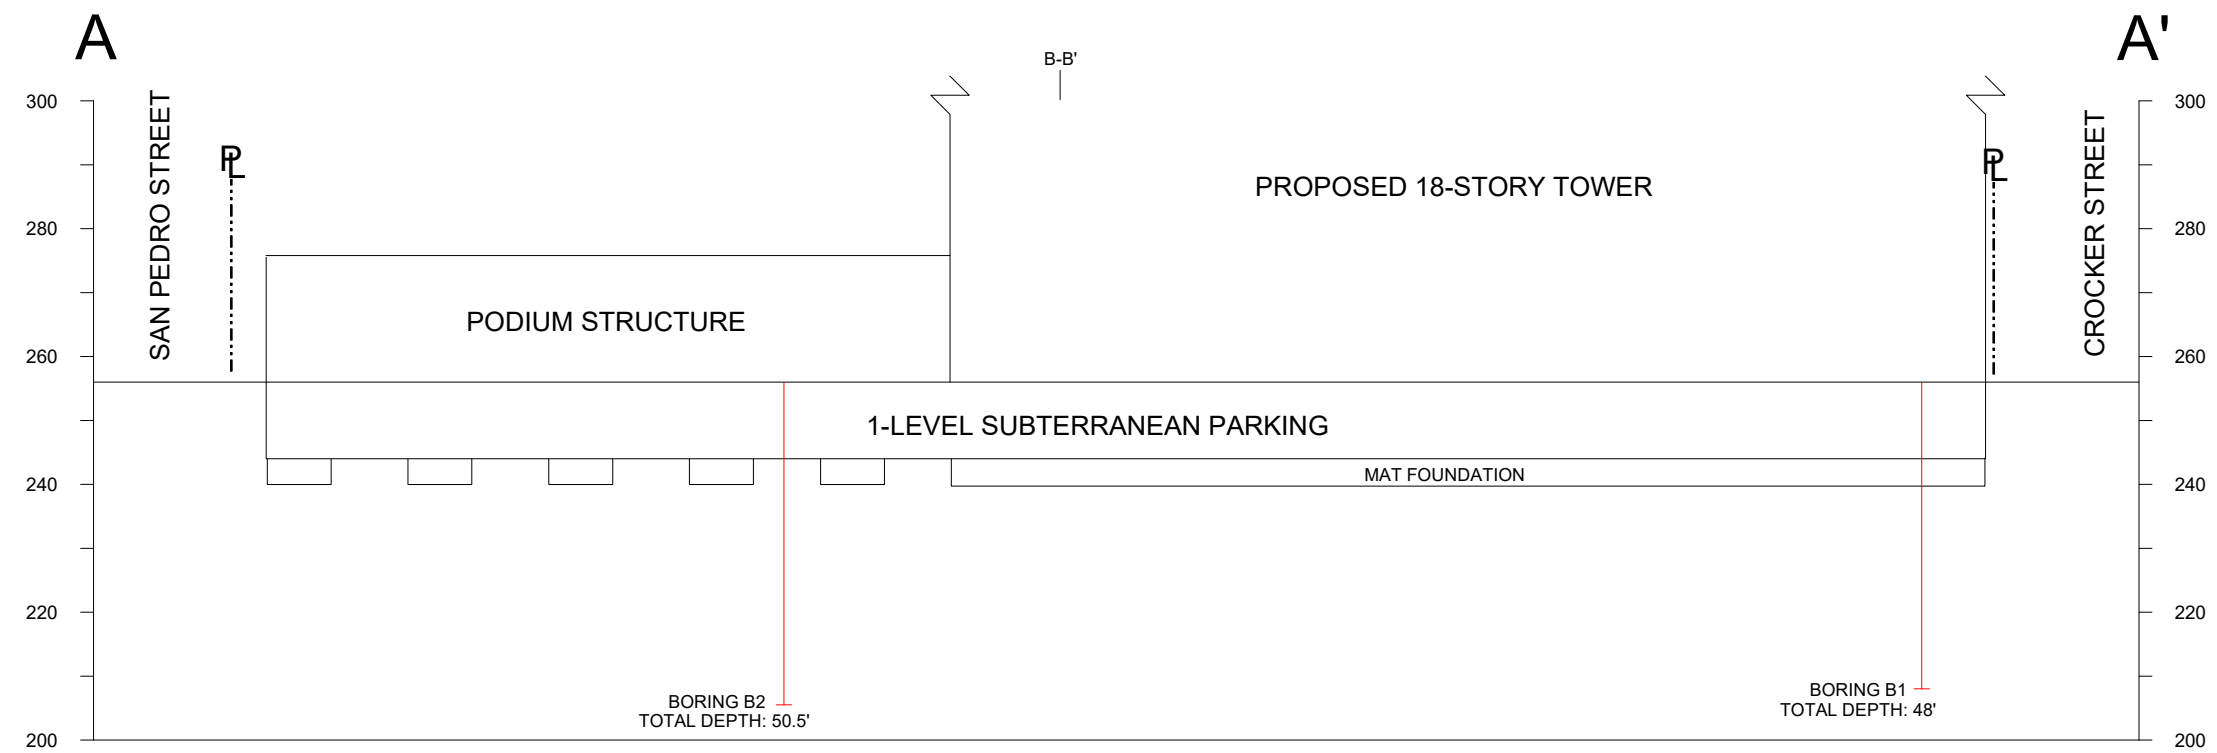 A
A'
B-B'
300
300
SAN PEDRO STREET
PL
PROPOSED 18-STORY TOWER
PL
CROCKER STREET
280
280
PODIUM STRUCTURE
260
260
1-LEVEL SUBTERRANEAN PARKING
MAT FOUNDATION
240
240
220
220
BORING B2
TOTAL DEPTH: 50.5'
BORING B1
TOTAL DEPTH: 48'
200
200